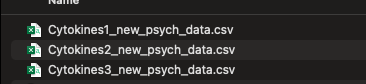 Name
Cytokines1_new_psych_data.csv
Cytokines2_new_psych_data.csv
Cytokines3_new_psych_data.csv